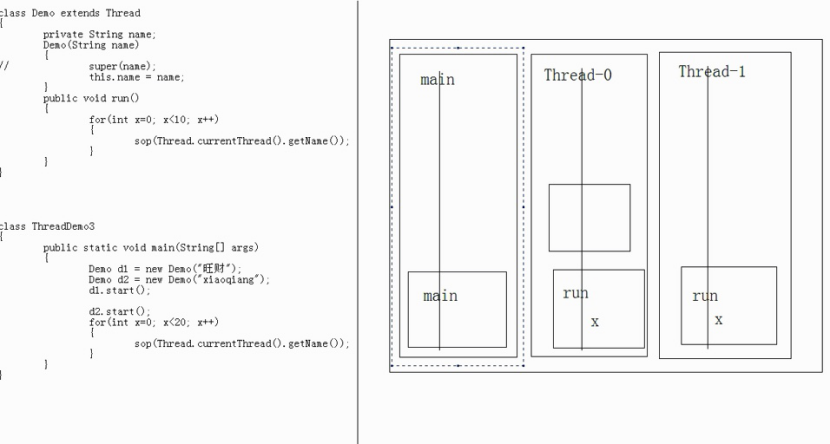 class Demo extends Thread
{
private String name;
Demo(String name)
{
// super(name);
this.name = name;
}
public void run()
{
for(int x=0; x<10; x++)
{
sop(Thread.currentThread().getName());
}
}
}
class ThreadDemo3
{
public static void main(String[] args)
{
Demo d1 = new Demo("旺财");
Demo d2 = new Demo("xiaoqiang");
d1.start();
d2.start();
for(int x=0; x<20; x++)
{
sop(Thread.currentThread().getName());
}
}
}
main
Thread-0
Thread-1
main
run
x
run
x